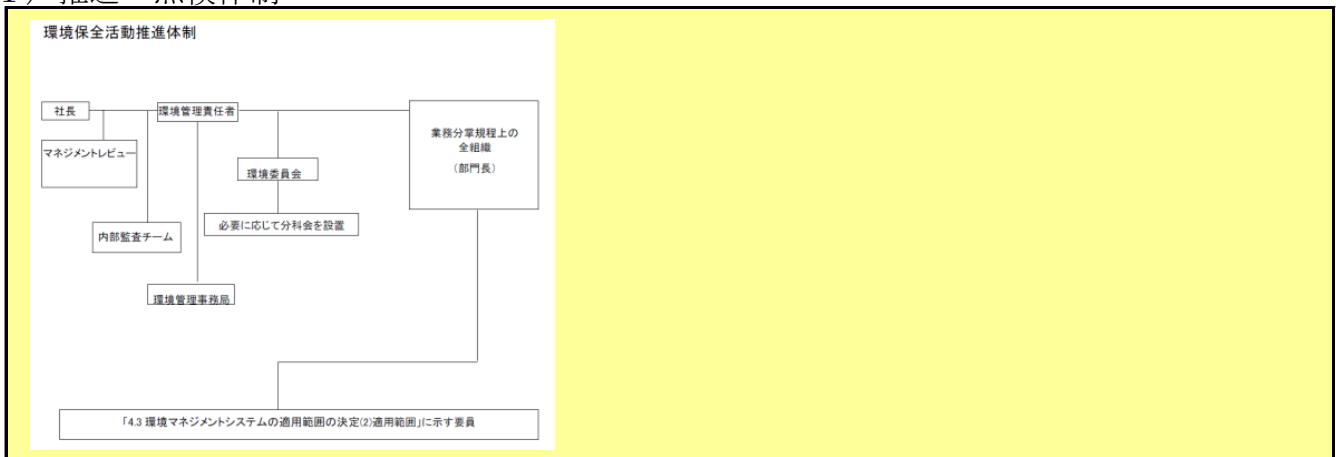 環境保全活動推進体制
社長
環境管理責任者
業務分掌規程上の
全組織
（部門長）
マネジメントレビュー
環境委員会
必要に応じて分科会を設置
内部監査チーム
環境管理事務局
「4.3 環境マネジメントシステムの適用範囲の決定(2)適用範囲」に示す要員